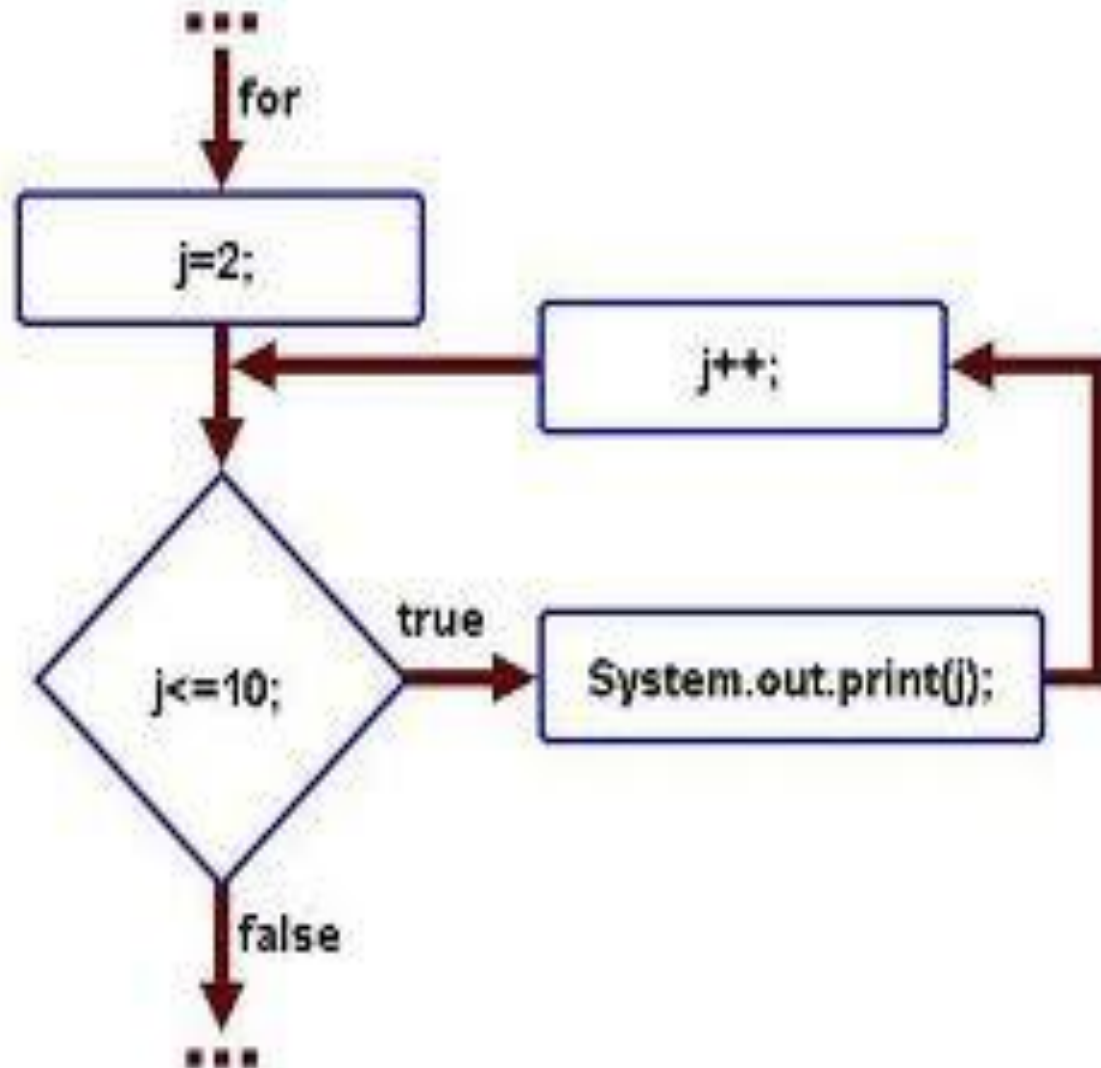 ...
for
j=2;
j++;
true
j<=10;
System.out.print(j);
false
...